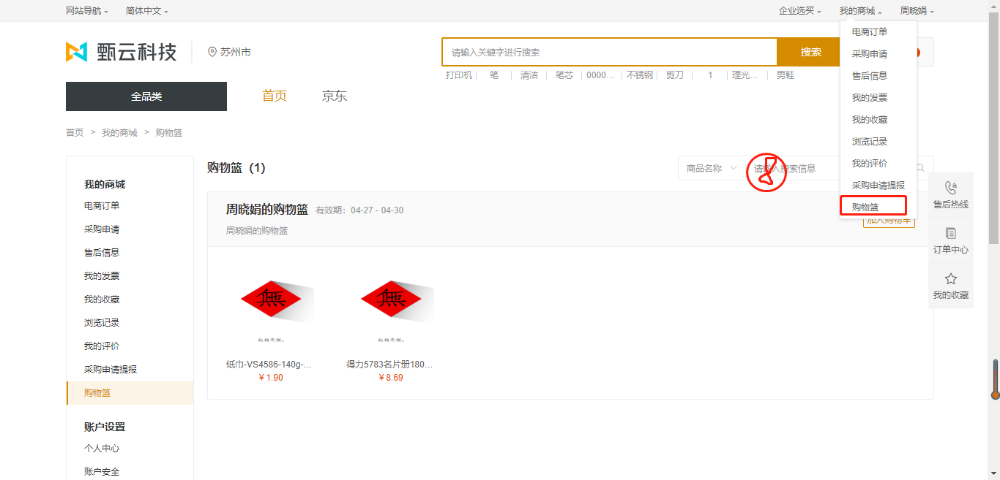 网站导航 简体中文 企业选买 我的商城 周晓娟
电商订单
采购申请
售后信息
我的发票
我的收藏
浏览记录
我的评价
采购申请提报
购物篮
甄云科技 苏州市 请输入关键字进行搜索 搜索
打印机 笔 清洁 笔芯 0000... 不锈钢 剪刀 1 理光... 男鞋
全品类 首页 京东
首页 > 我的商城 > 购物篮
我的商城
电商订单
采购申请
售后信息
我的发票
我的收藏
浏览记录
我的评价
采购申请提报
购物篮
账户设置
个人中心
账户安全
购物篮（1） 商品名称 请输入搜索信息
周晓娟的购物篮 有效期：04-27 - 04-30
周晓娟的购物篮
加入购物车
無 無
此图无银。 此图无银。
纸巾-VS4586-140g-... 得力5783名片册180...
¥ 1.90 ¥ 8.69
售后热线
订单中心
我的收藏